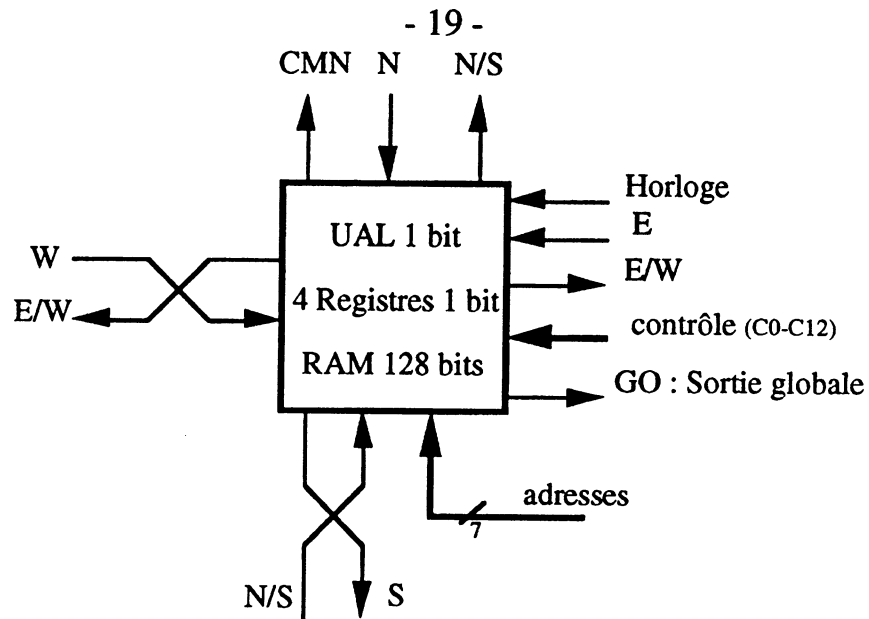 - 19 -
CMN N N/S
Horloge
E
E/W
contrôle (C0-C12)
GO : Sortie globale
W
E/W
UAL 1 bit
4 Registres 1 bit
RAM 128 bits
adresses
7
N/S S